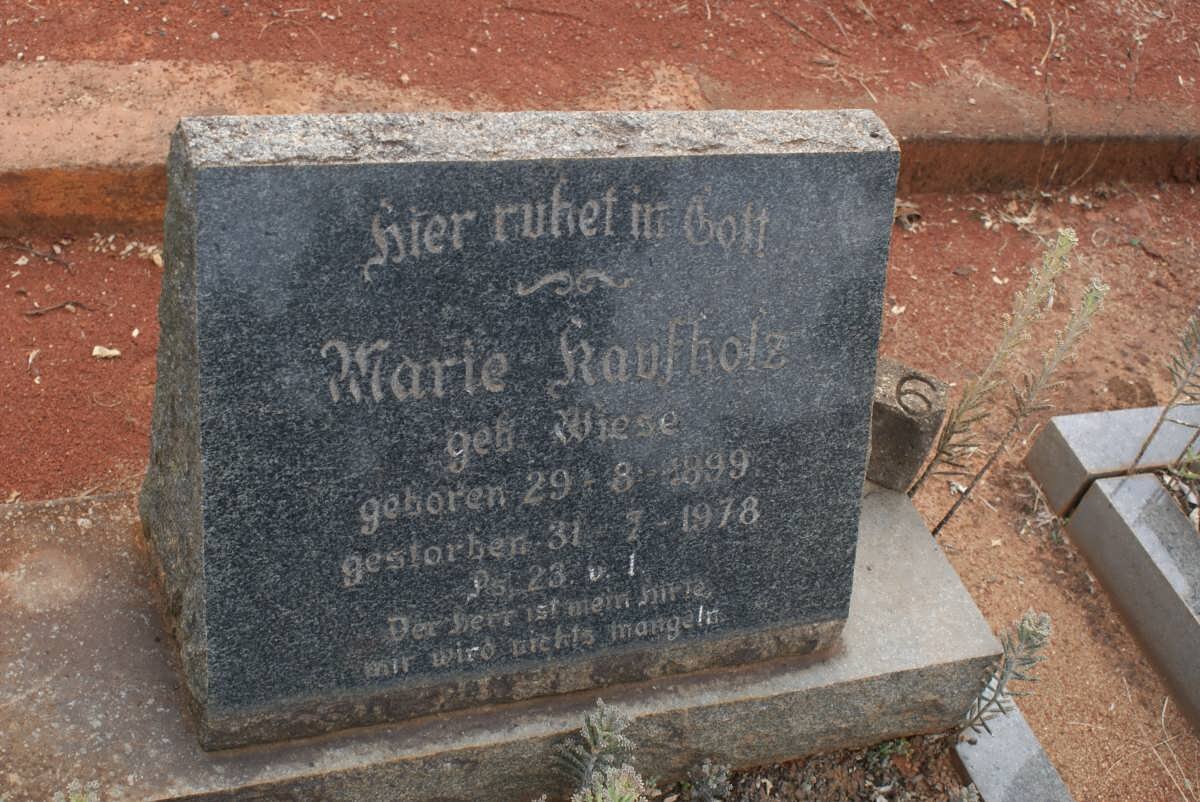 Hier ruhet in Gott
Marie Kaufholz
geb. Wiese
geboren 29 - 8 - 1899
gestorben 31 - 7 - 1978
Ps. 23 v. 1
Der Herr ist mein Hirte,
mir wird nichts mangeln.
6